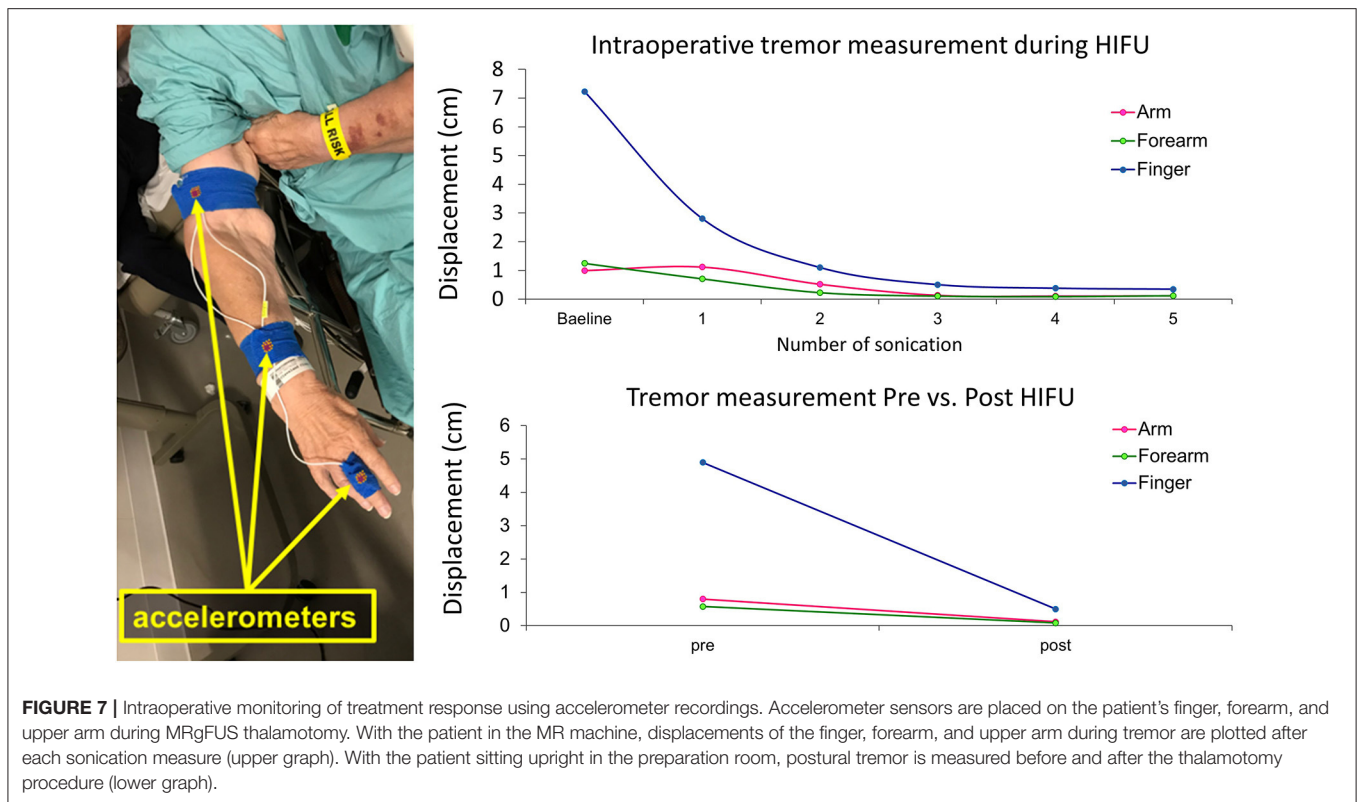 LL RISK
accelerometers
Intraoperative tremor measurement during HIFU
Displacement (cm)
8
7
6
5
4
3
2
1
0
Arm
Forearm
Finger
Baeline 1 2 3 4 5
Number of sonication
Tremor measurement Pre vs. Post HIFU
Displacement (cm)
6
5
4
3
2
1
0
Arm
Forearm
Finger
pre post
FIGURE 7 | Intraoperative monitoring of treatment response using accelerometer recordings. Accelerometer sensors are placed on the patient’s finger, forearm, and
upper arm during MRgFUS thalamotomy. With the patient in the MR machine, displacements of the finger, forearm, and upper arm during tremor are plotted after
each sonication measure (upper graph). With the patient sitting upright in the preparation room, postural tremor is measured before and after the thalamotomy
procedure (lower graph).